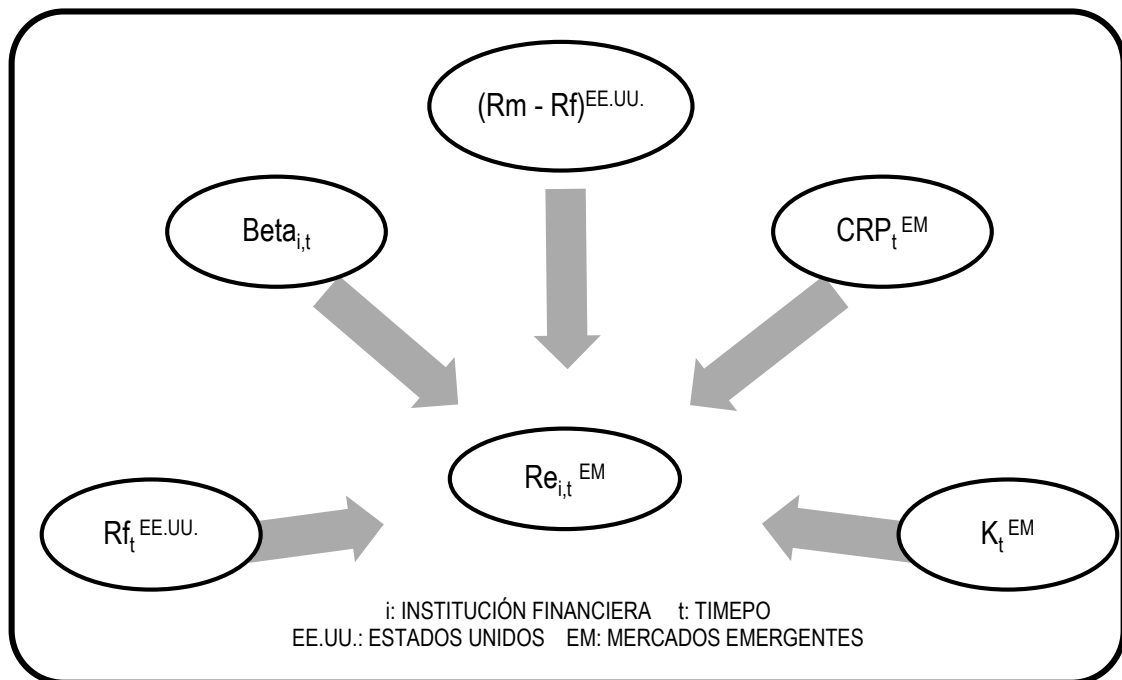 (Rm - Rf)EE.UU.
Betai,t
CRPt EM
Rei,t EM
Rft EE.UU.
Kt EM
i: INSTITUCIÓN FINANCIERA t: TIMEPO
EE.UU.: ESTADOS UNIDOS EM: MERCADOS EMERGENTES